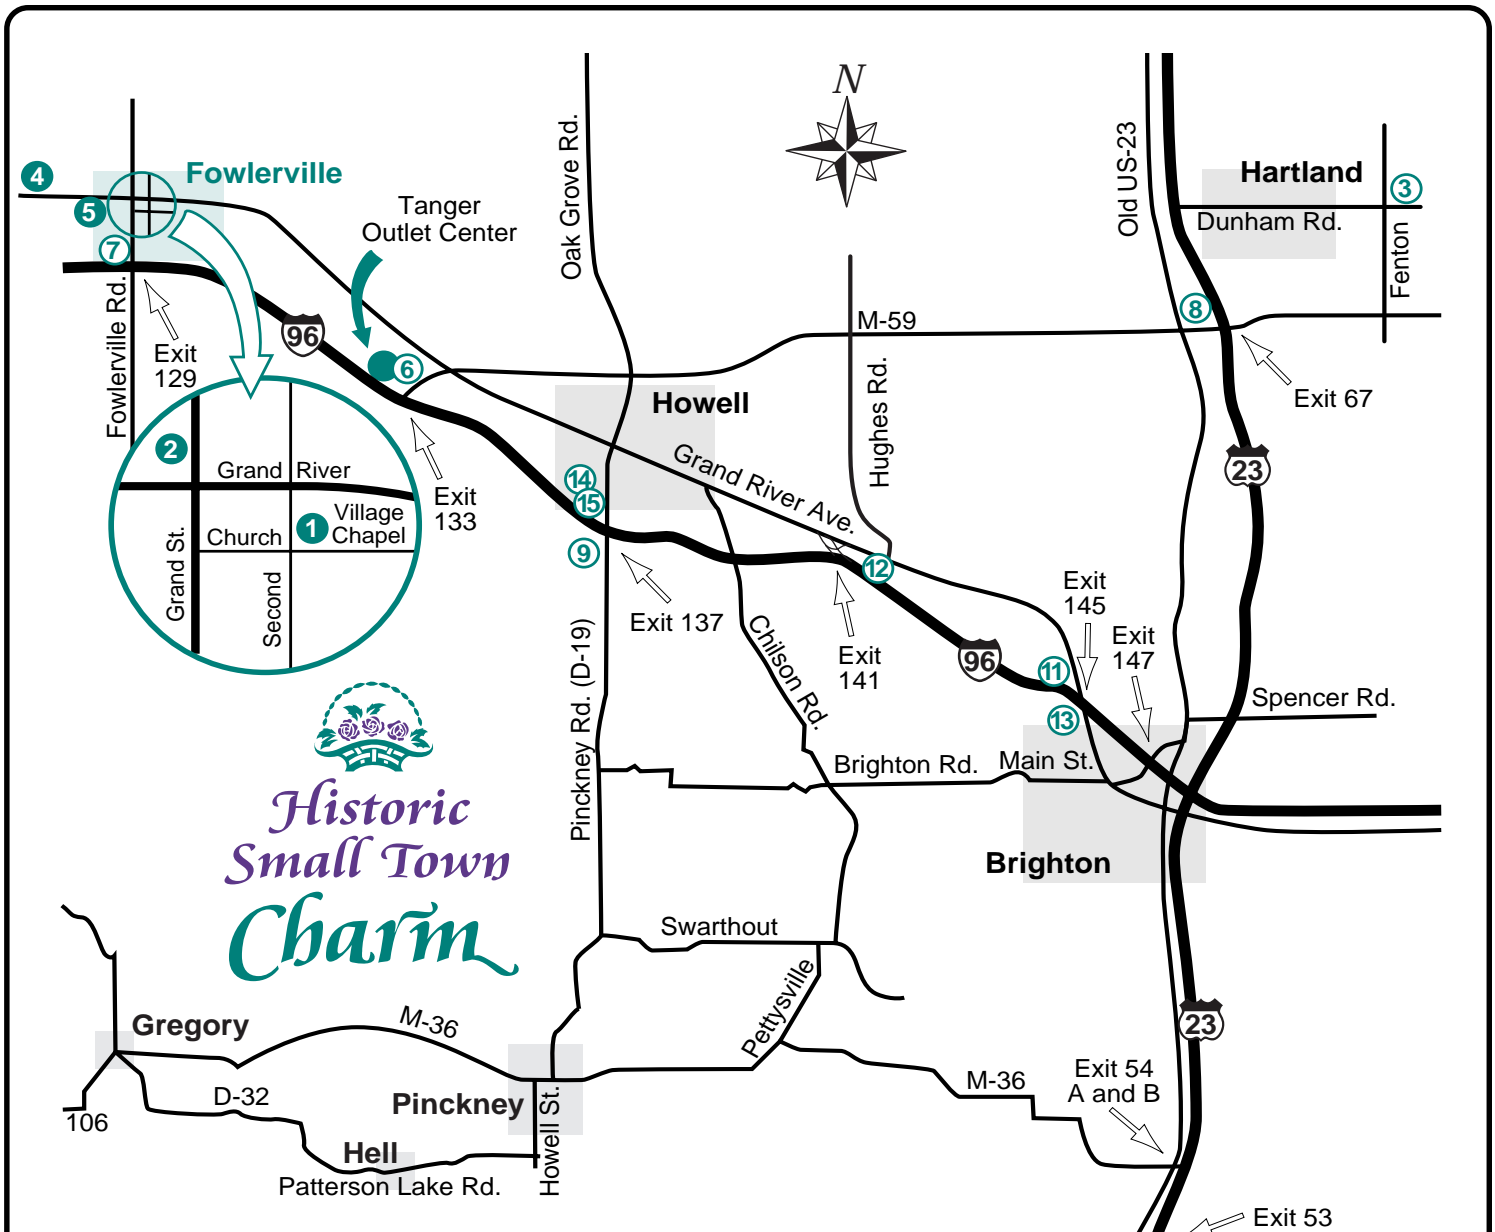 N
Oak Grove Rd.
Old US-23
Hartland
3
Dunham Rd.
Fenton
4
Fowlerville
5
7
Tanger
Outlet Center
Fowlerville Rd.
Exit
129
96
6
M-59
8
Exit 67
Howell
Hughes Rd.
23
Grand River Ave.
2
Grand River
1
Village
Chapel
Church
Grand St.
Second
Exit
133
14
15
9
Exit 137
12
Exit
141
Exit
145
Exit
147
96
11
13
Spencer Rd.
Pinckney Rd. (D-19)
Chilson Rd.
Brighton Rd.
Main St.
Brighton
Historic
Small Town
Charm
Swarthout
Pettysville
23
Gregory
M-36
106
D-32
Pinckney
Howell St.
Hell
Patterson Lake Rd.
M-36
Exit 54
A and B
Exit 53